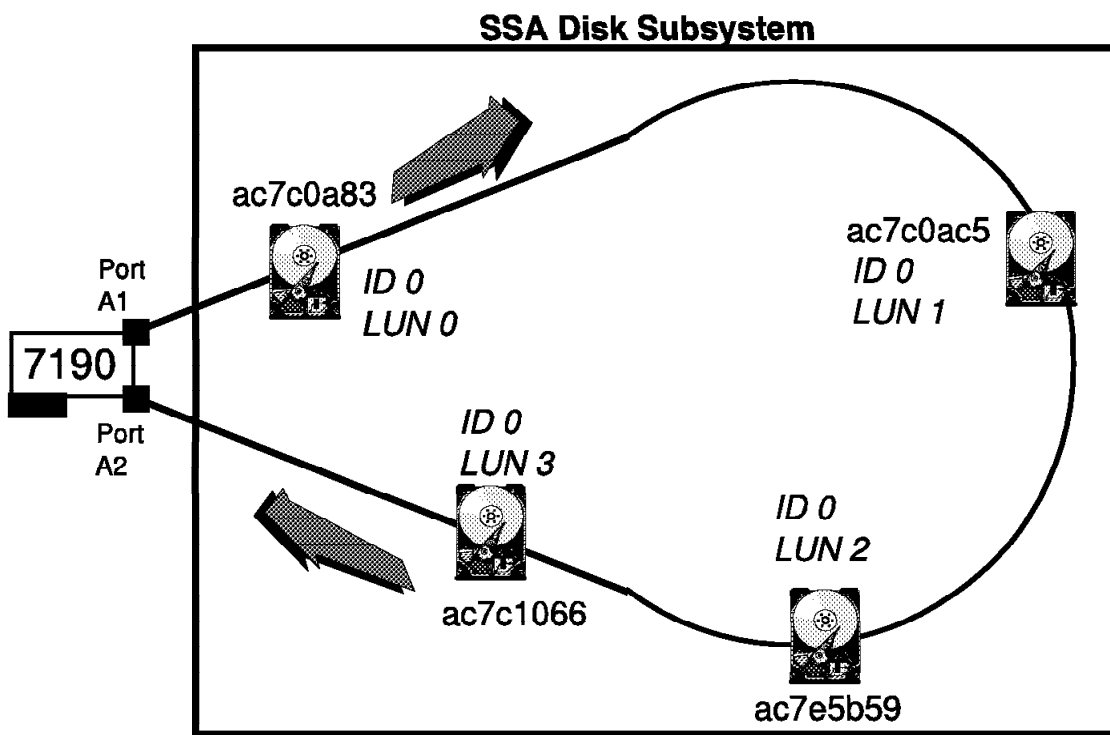 SSA Disk Subsystem
ac7c0a83
ID 0
LUN 0
ac7c0ac5
ID 0
LUN 1
Port
A1
7190
Port
A2
ID 0
LUN 3
ac7c1066
ID 0
LUN 2
ac7e5b59